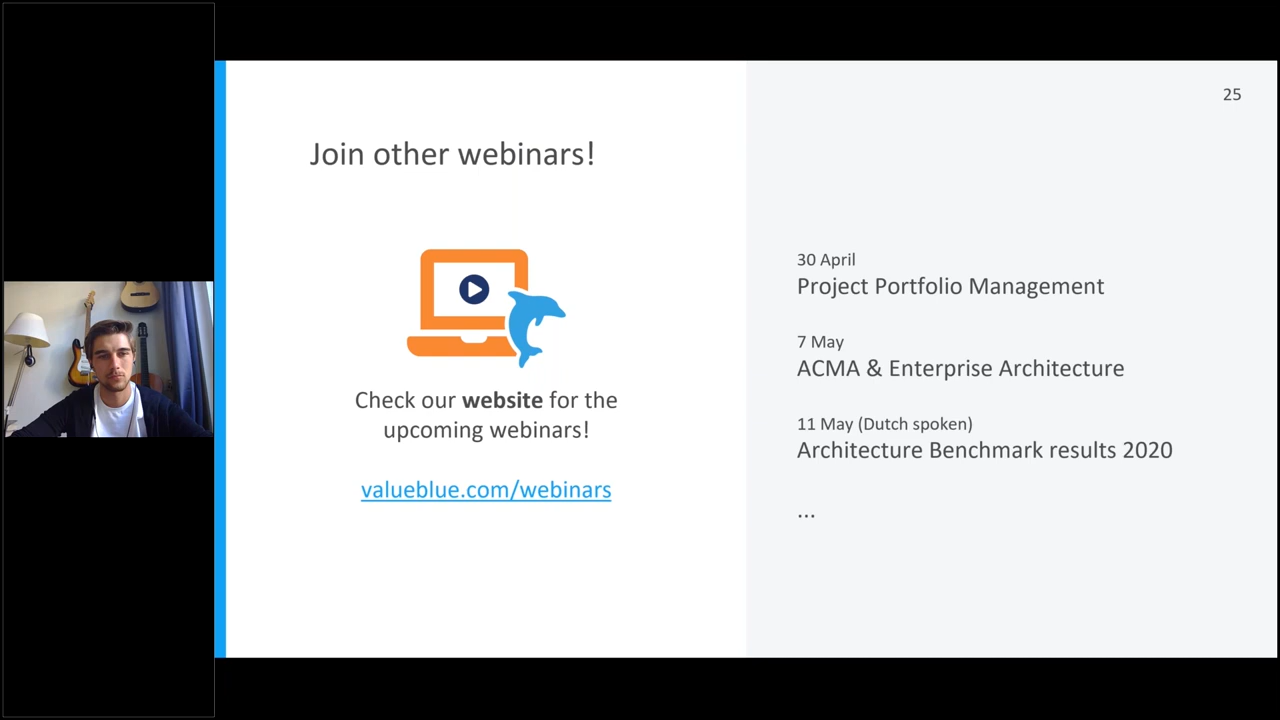 25
Join other webinars!
Check our website for the
upcoming webinars!
valueblue.com/webinars
30 April
Project Portfolio Management
7 May
ACMA & Enterprise Architecture
11 May (Dutch spoken)
Architecture Benchmark results 2020
...